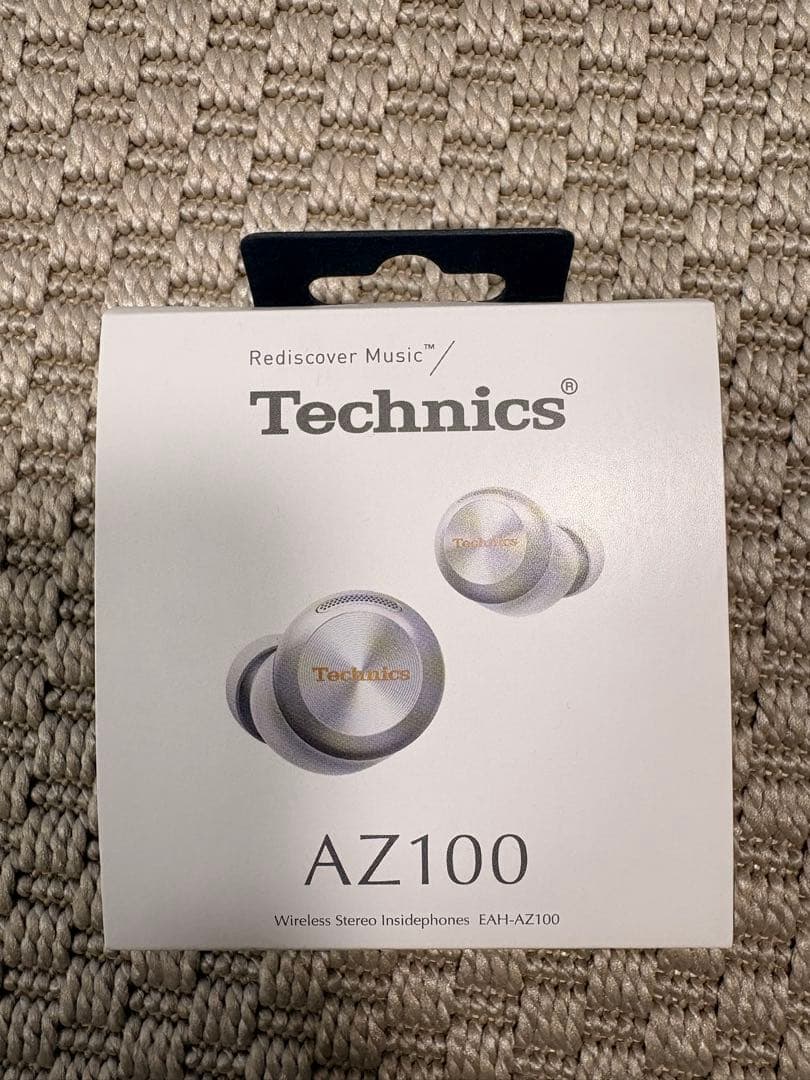 Rediscover Music™/
Technics®
Technics
Technics
AZ100
Wireless Stereo Insidephones EAH-AZ100